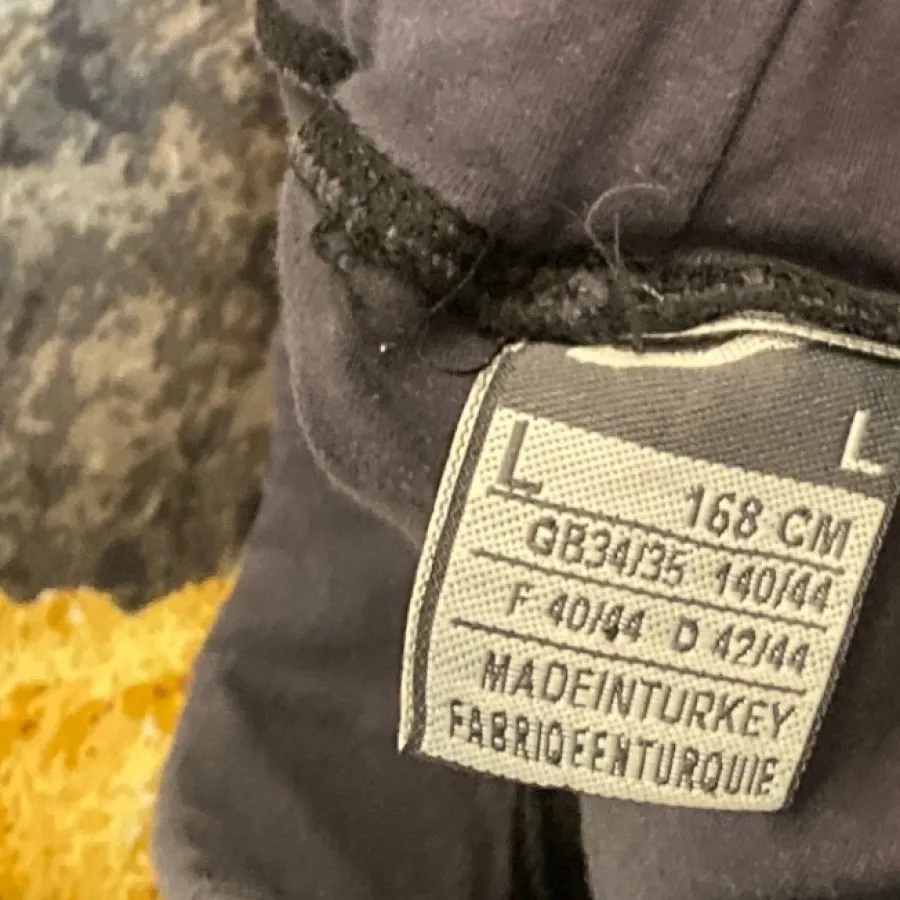 L L
168 CM
GB34/35 140/44
F 40/44 D 42/44
MADEINTURKEY
FABRIQEENTURQUIE